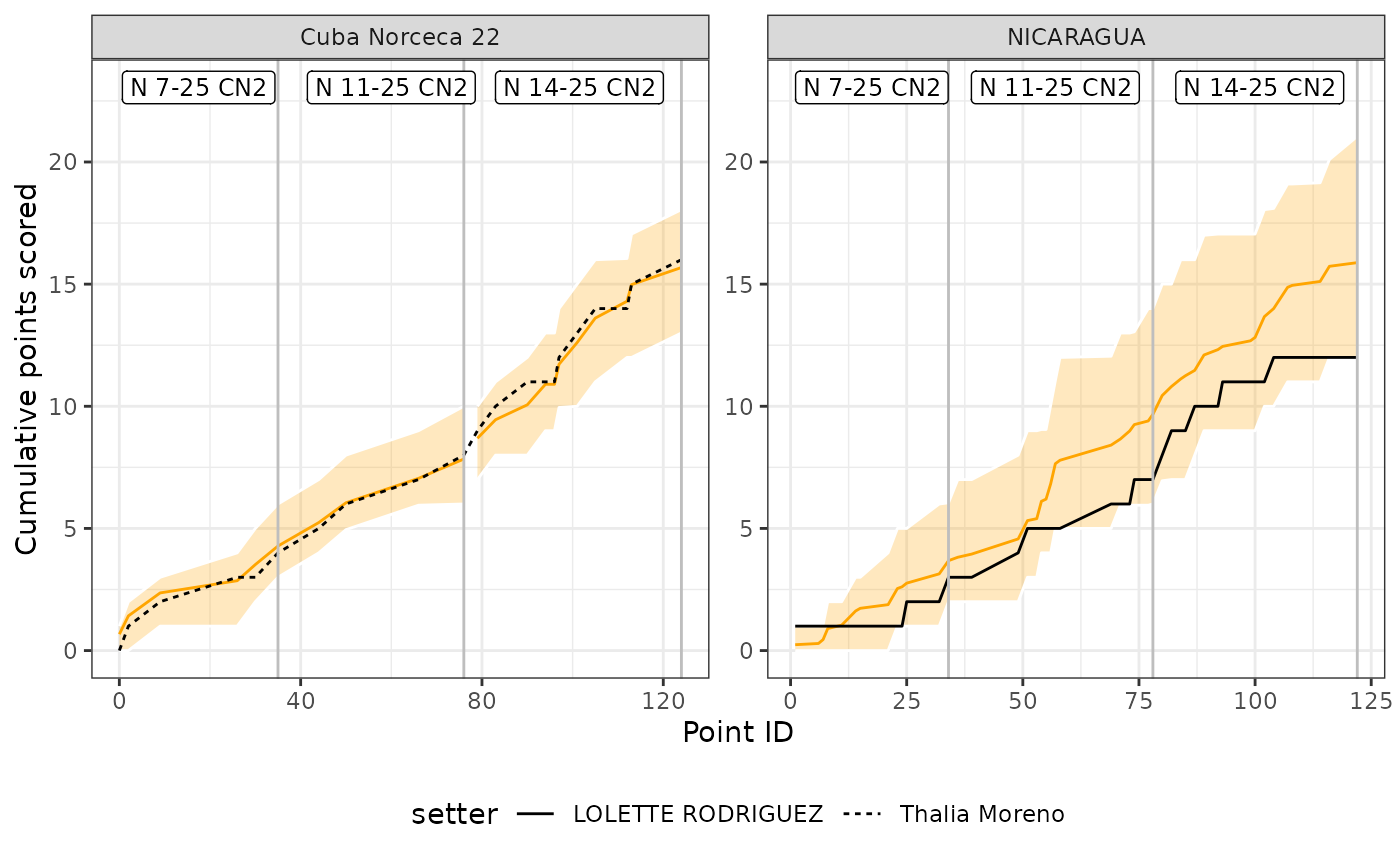 Cuba Norceca 22
NICARAGUA
N 7-25 CN2
N 11-25 CN2
N 14-25 CN2
N 7-25 CN2
N 11-25 CN2
N 14-25 CN2
Cumulative points scored
20
15
10
5
0
20
15
10
5
0
0
40
80
120
0
25
50
75
100
125
Point ID
setter
LOLETTE RODRIGUEZ
Thalia Moreno